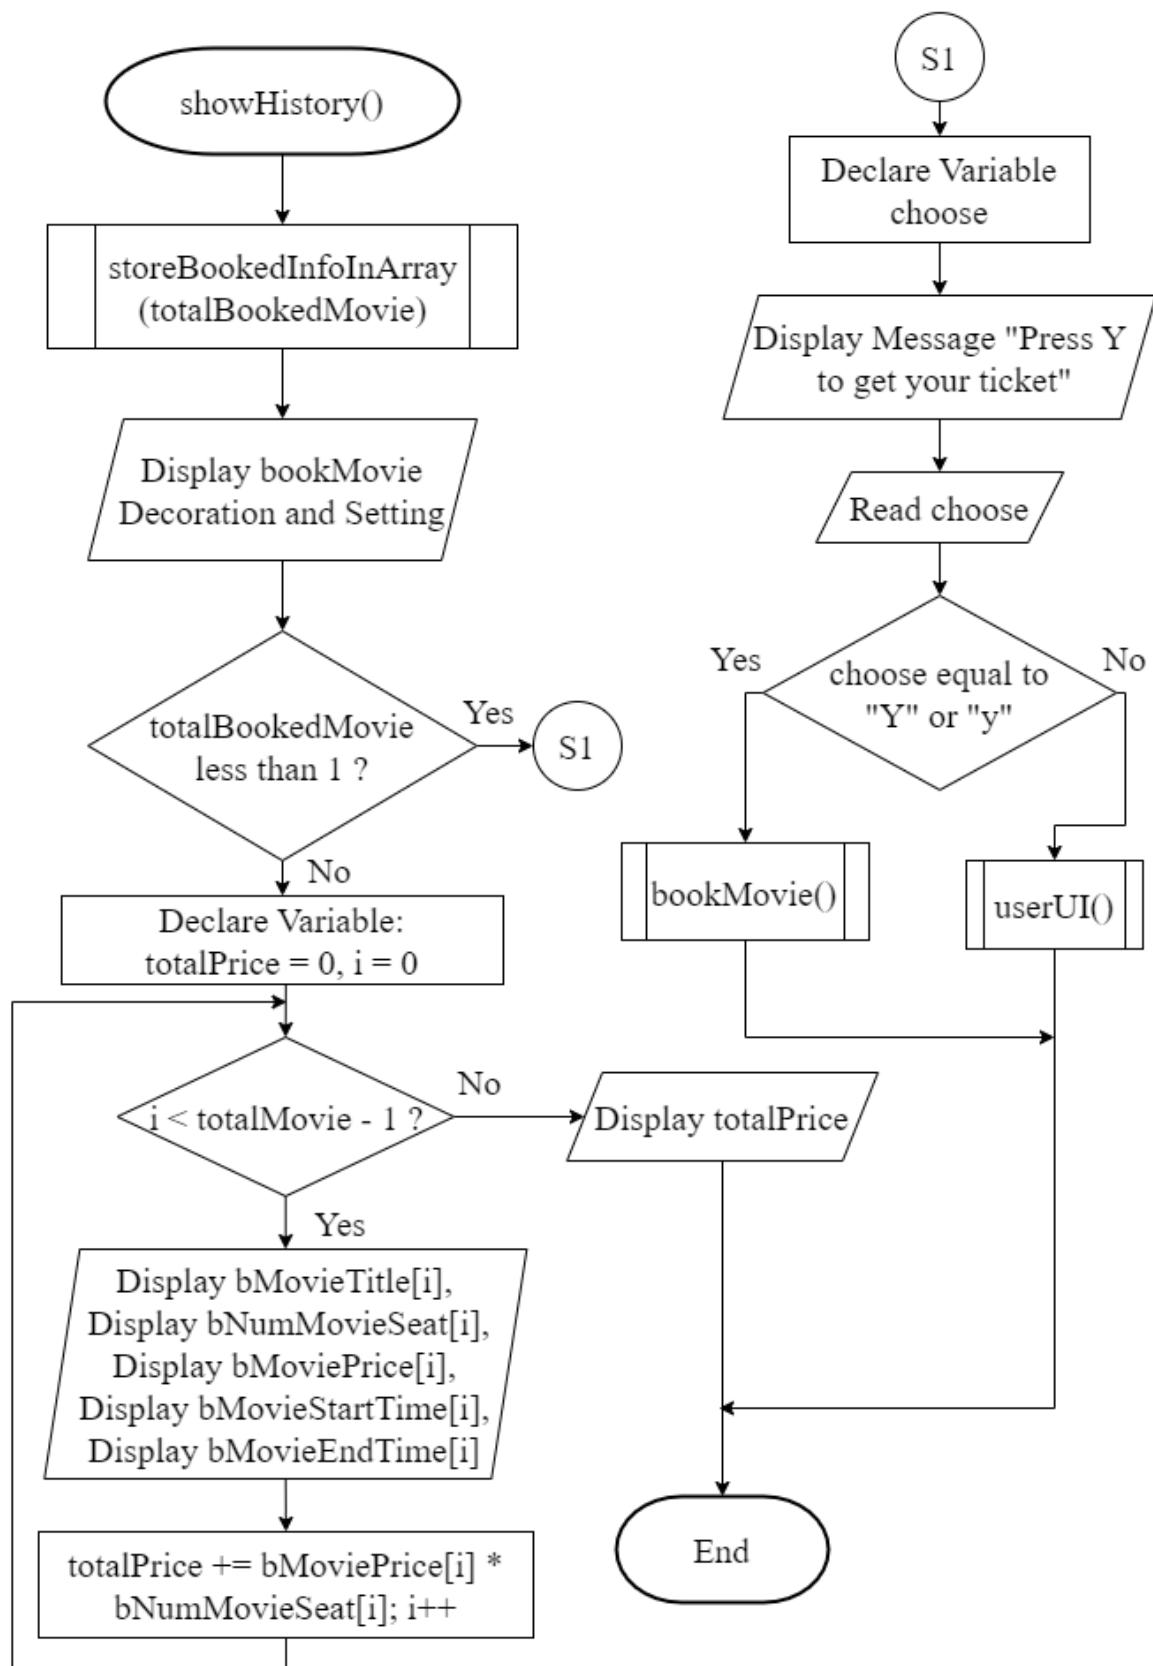 showHistory()
storeBookedInfoInArray
(totalBookedMovie)
Display bookMovie
Decoration and Setting
totalBookedMovie
less than 1 ?
Yes
S1
No
Declare Variable:
totalPrice = 0, i = 0
i < totalMovie - 1 ?
No
Display totalPrice
Yes
Display bMovieTitle[i],
Display bNumMovieSeat[i],
Display bMoviePrice[i],
Display bMovieStartTime[i],
Display bMovieEndTime[i]
totalPrice += bMoviePrice[i] *
bNumMovieSeat[i]; i++
S1
Declare Variable
choose
Display Message "Press Y
to get your ticket"
Read choose
choose equal to
"Y" or "y"
Yes
No
bookMovie()
userUI()
End